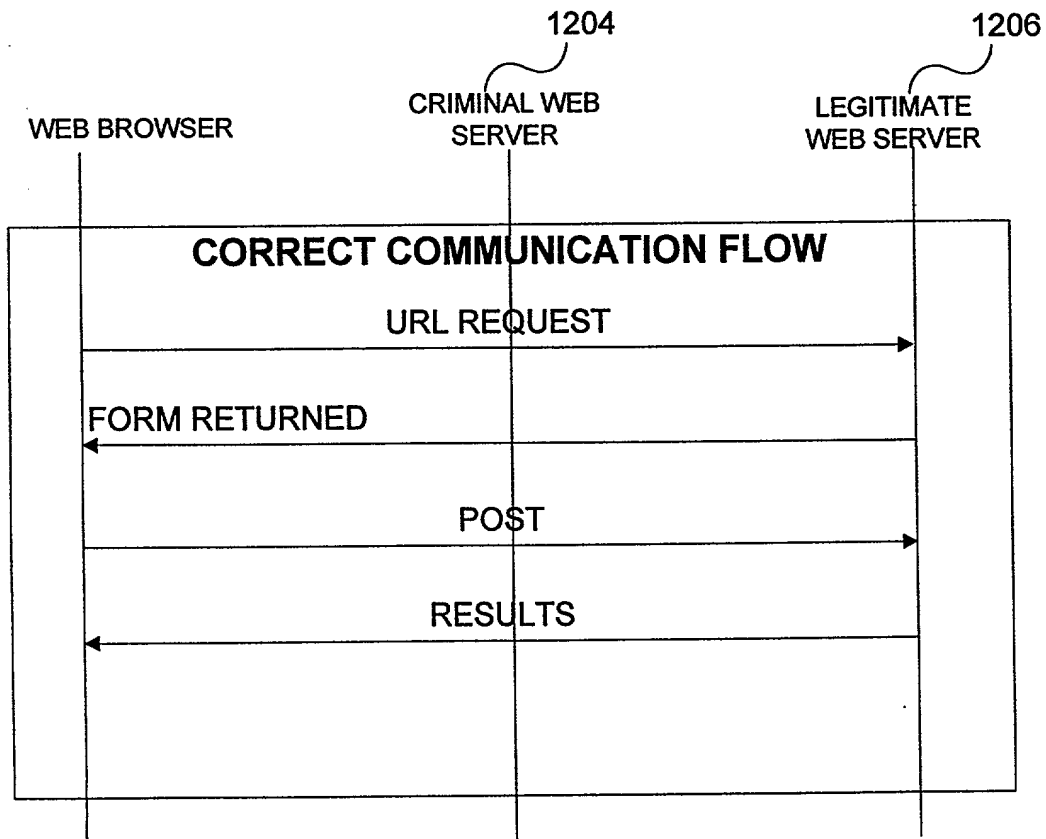 1204
1206
WEB BROWSER
CRIMINAL WEB
SERVER
LEGITIMATE
WEB SERVER
CORRECT COMMUNICATION FLOW
URL REQUEST
FORM RETURNED
POST
RESULTS